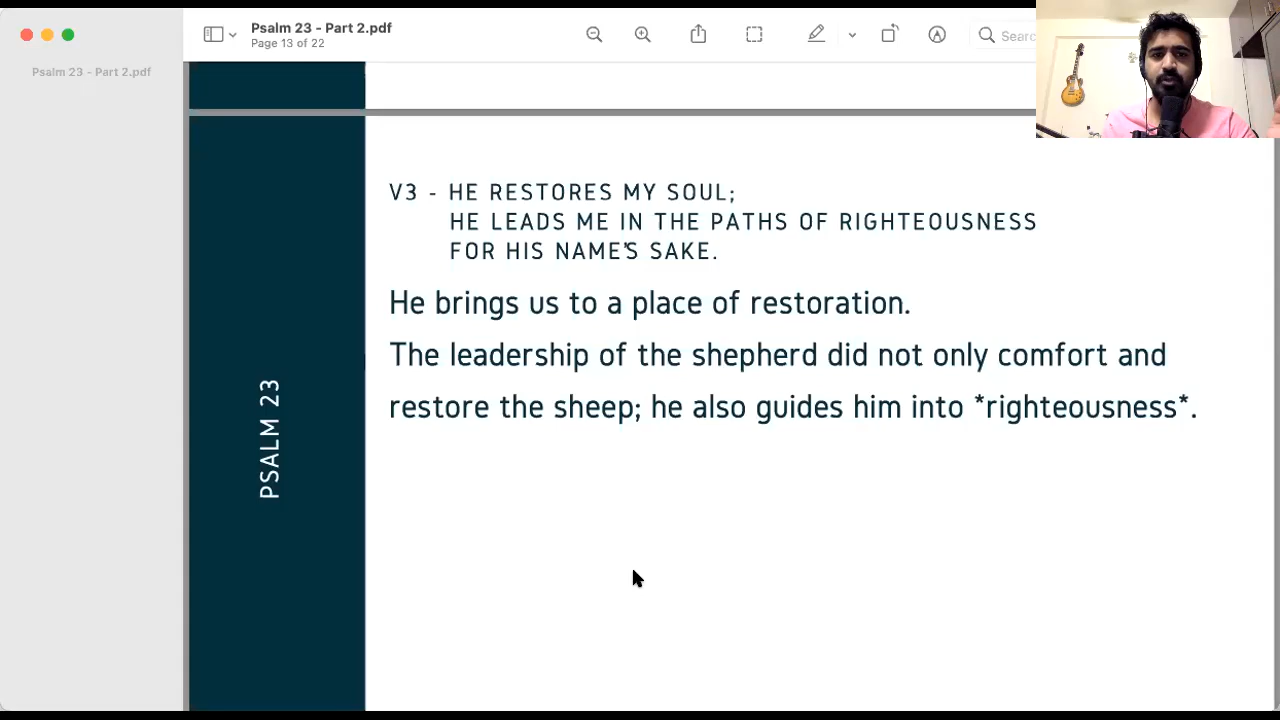 Psalm 23 - Part 2.pdf
Page 13 of 22
Searc
Psalm 23 - Part 2.pdf
V3 - HE RESTORES MY SOUL;
HE LEADS ME IN THE PATHS OF RIGHTEOUSNESS
FOR HIS NAME'S SAKE.
He brings us to a place of restoration.
The leadership of the shepherd did not only comfort and
restore the sheep; he also guides him into *righteousness*.
PSALM 23